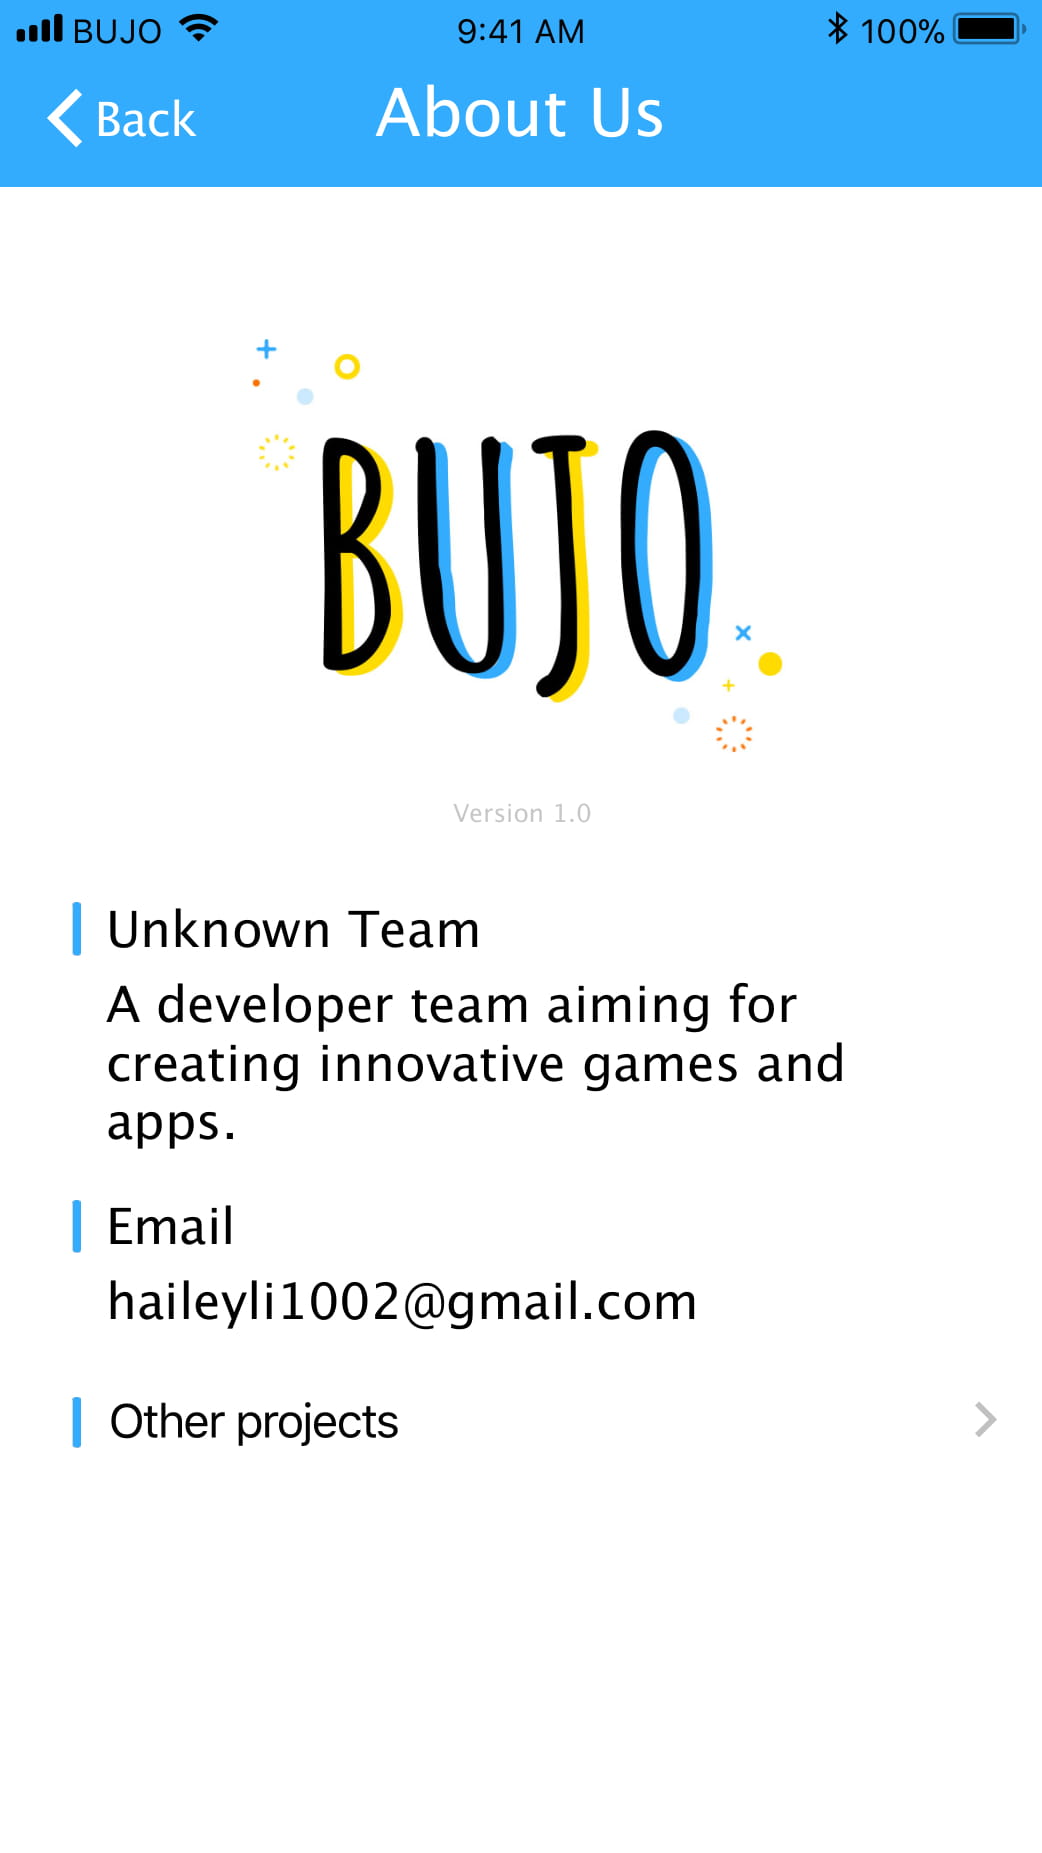 BUJO 9:41 AM 100%
Back About Us
BUJO
Version 1.0
Unknown Team
A developer team aiming for
creating innovative games and
apps.
Email
haileyli1002@gmail.com
Other projects